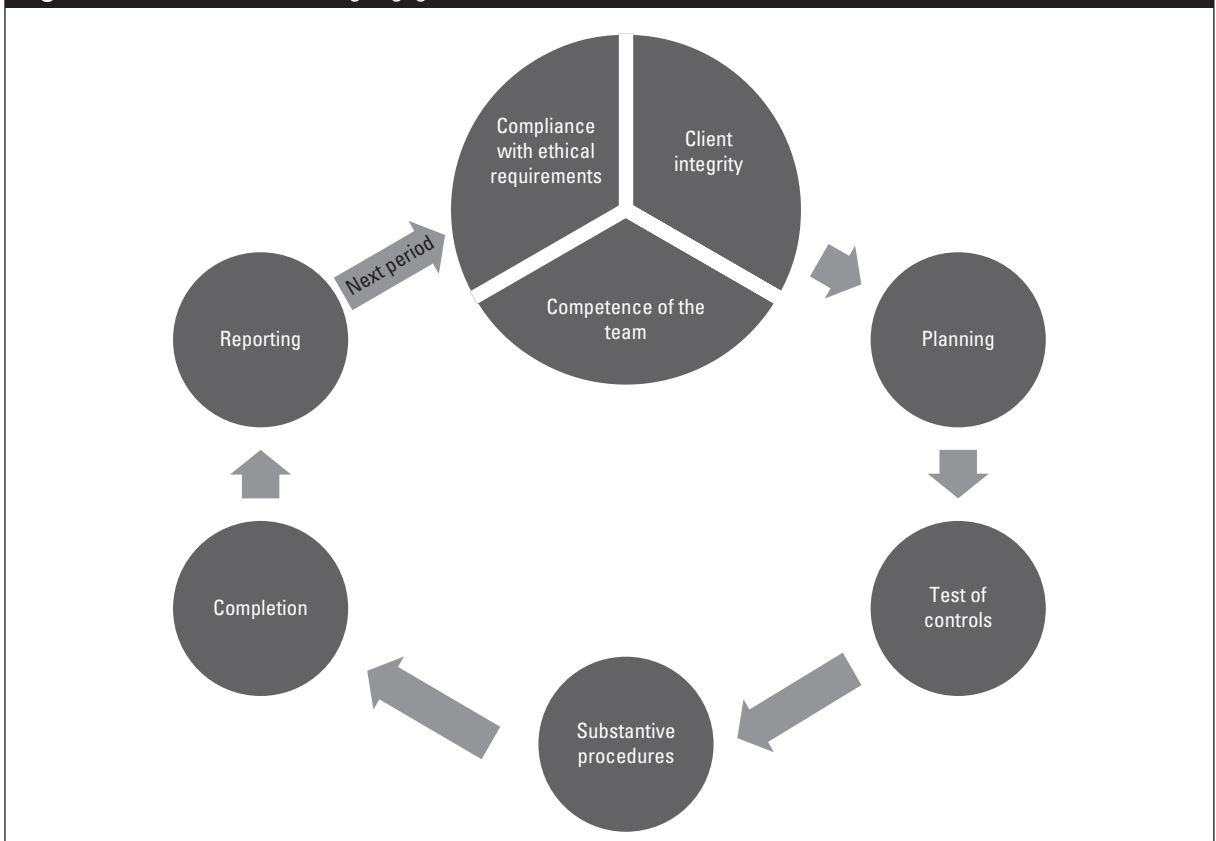 Compliance
with ethical
requirements
Client
integrity
Competence of the
team
Next period
Reporting
Planning
Completion
Test of
controls
Substantive
procedures